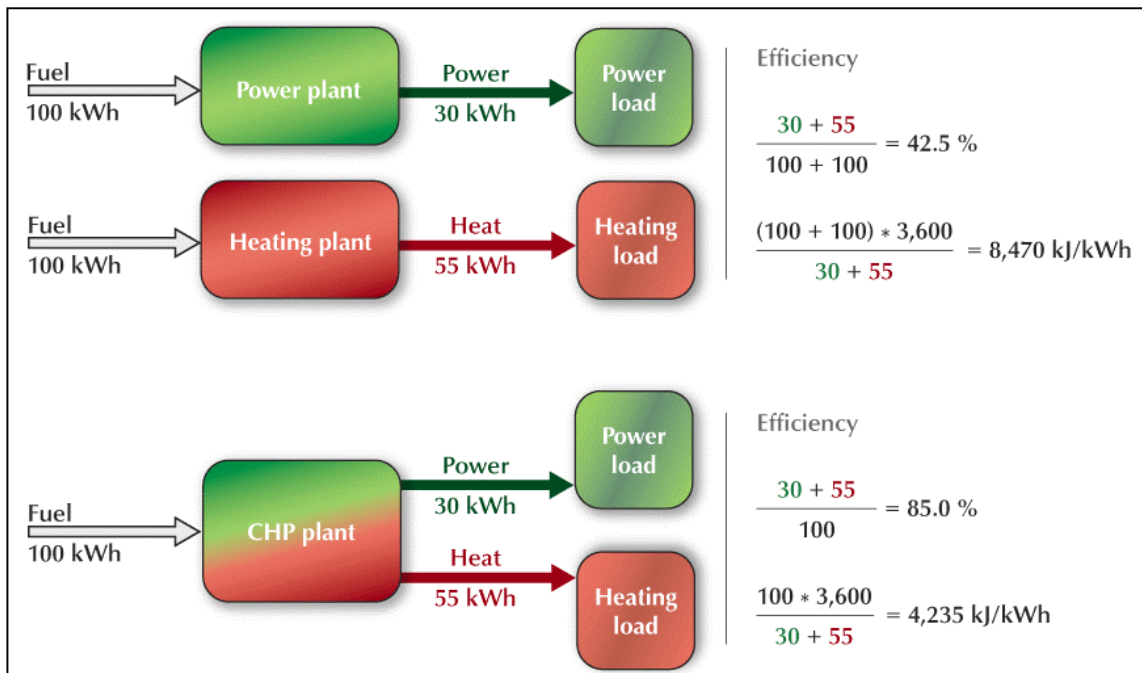 Fuel
100 kWh
Power plant
Power
30 kWh
Power
load
Fuel
100 kWh
Heating plant
Heat
55 kWh
Heating
load
Efficiency
30 + 55
100 + 100
= 42.5 %
(100 + 100) * 3,600
30 + 55
= 8,470 kJ/kWh
Fuel
100 kWh
CHP plant
Power
30 kWh
Heat
55 kWh
Power
load
Heating
load
Efficiency
30 + 55
100
= 85.0 %
100 * 3,600
30 + 55
= 4,235 kJ/kWh